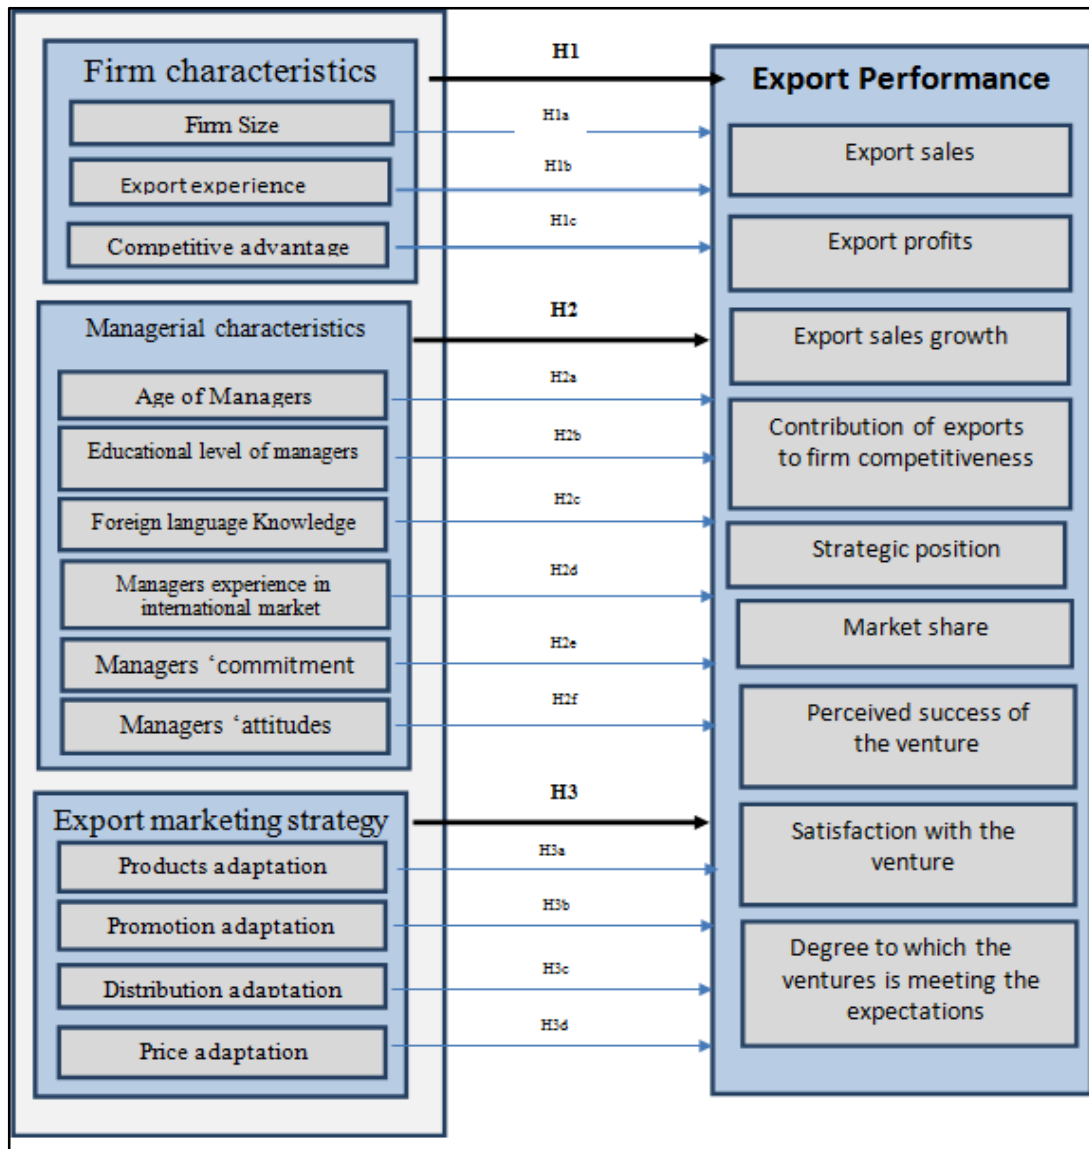 Firm characteristics
Firm Size
Export experience
Competitive advantage
Managerial characteristics
Age of Managers
Educational level of managers
Foreign language Knowledge
Managers experience in
international market
Managers ‘commitment
Managers ‘attitudes
Export marketing strategy
Products adaptation
Promotion adaptation
Distribution adaptation
Price adaptation
H1
H1a
H1b
H1c
H2
H2a
H2b
H2c
H2d
H2e
H2f
H3
H3a
H3b
H3c
H3d
Export Performance
Export sales
Export profits
Export sales growth
Contribution of exports
to firm competitiveness
Strategic position
Market share
Perceived success of
the venture
Satisfaction with the
venture
Degree to which the
ventures is meeting the
expectations